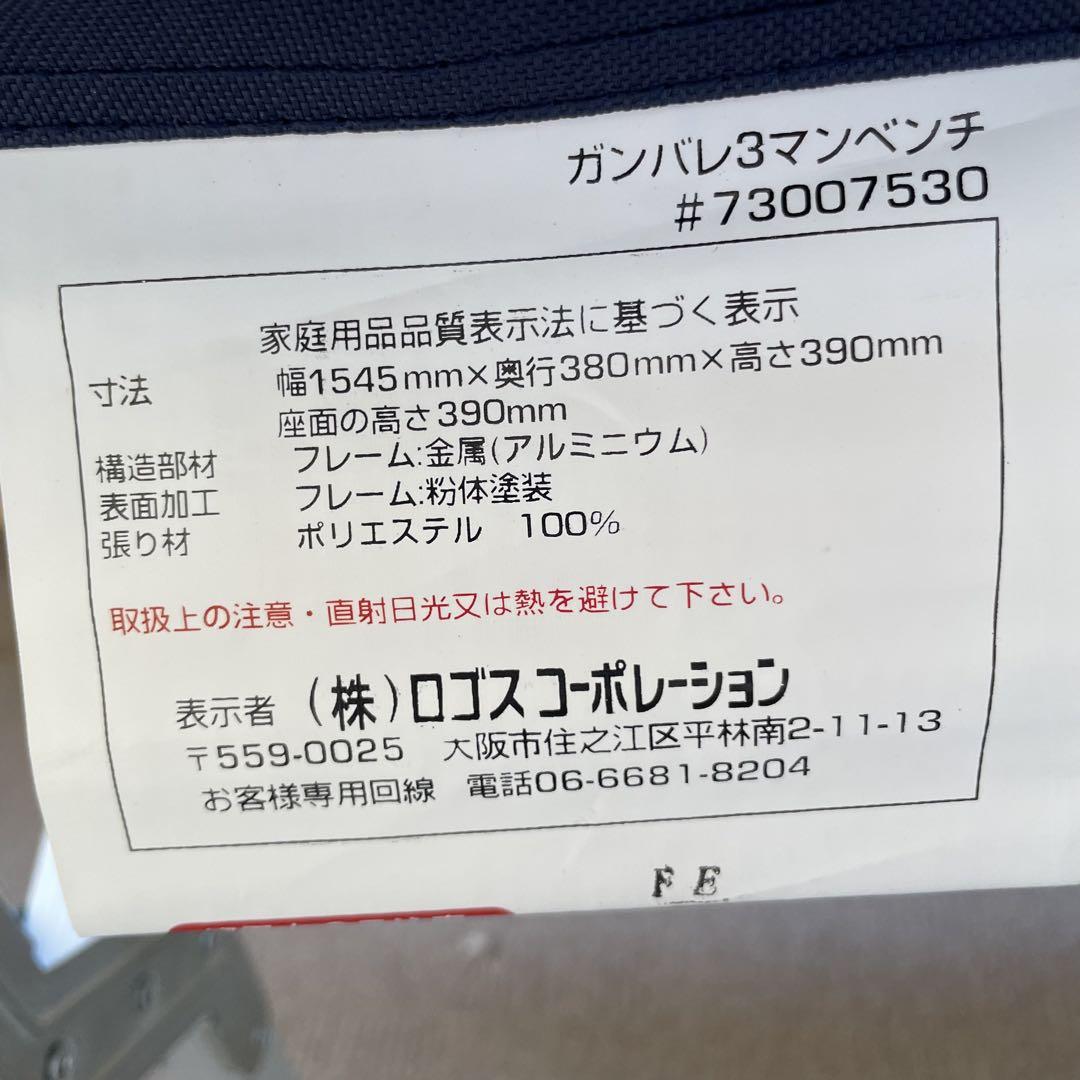 ガンバレ3マンベンチ
#73007530
家庭用品品質表示法に基づく表示
寸法 幅1545mm×奥行380mm×高さ390mm
座面の高さ390mm
構造部材 フレーム:金属(アルミニウム)
表面加工 フレーム:粉体塗装
張り材 ポリエステル 100%
取扱上の注意・直射日光又は熱を避けて下さい。
表示者 (株)ロゴス コーポレーション
〒559-0025 大阪市住之江区平林南2-11-13
お客様専用回線 電話06-6681-8204
F E